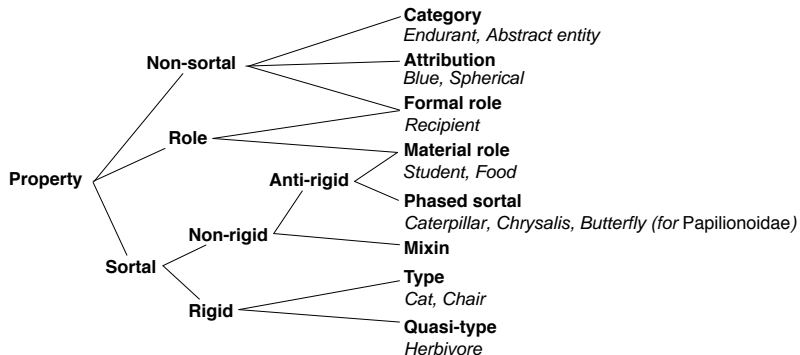 Category
Endurant, Abstract entity
Non-sortal
Attribution
Blue, Spherical
Formal role
Recipient
Role
Material role
Student, Food
Property
Anti-rigid
Phased sortal
Caterpillar, Chrysalis, Butterfly (for Papilionoidae)
Non-rigid
Mixin
Sortal
Type
Cat, Chair
Rigid
Quasi-type
Herbivore